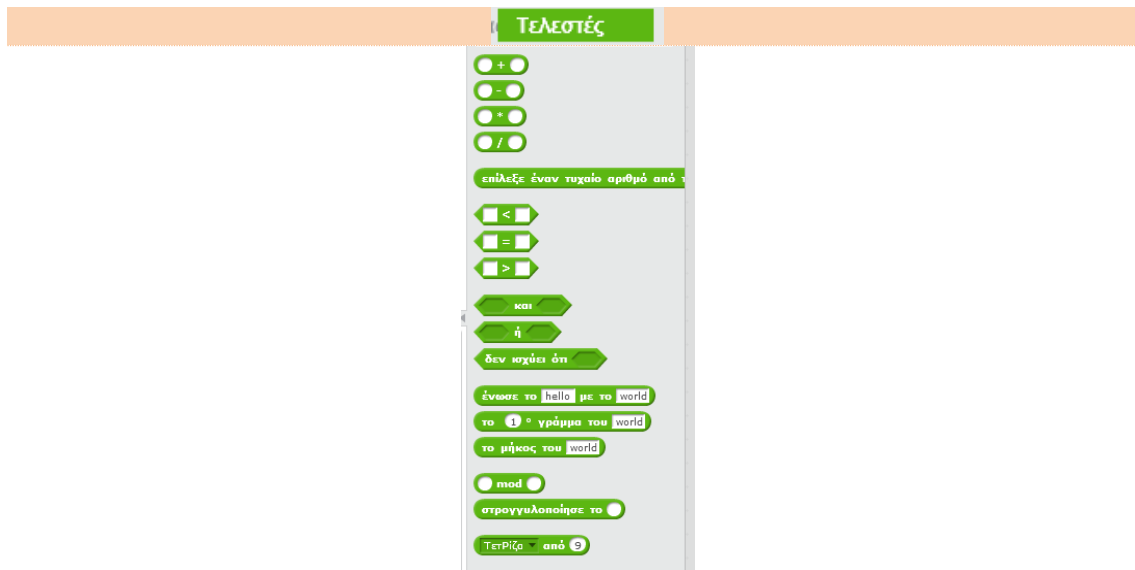 Τελεστές
+
-
*
/
επίλεξε έναν τυχαίο αριθμό από
<
=
>
και
ή
δεν ισχύει ότι
ένωσε το hello με το world
το 1 ° γράμμα του world
το μήκος του world
mod
στρογγυλοποίησε το
ΤετΡίζα από 9